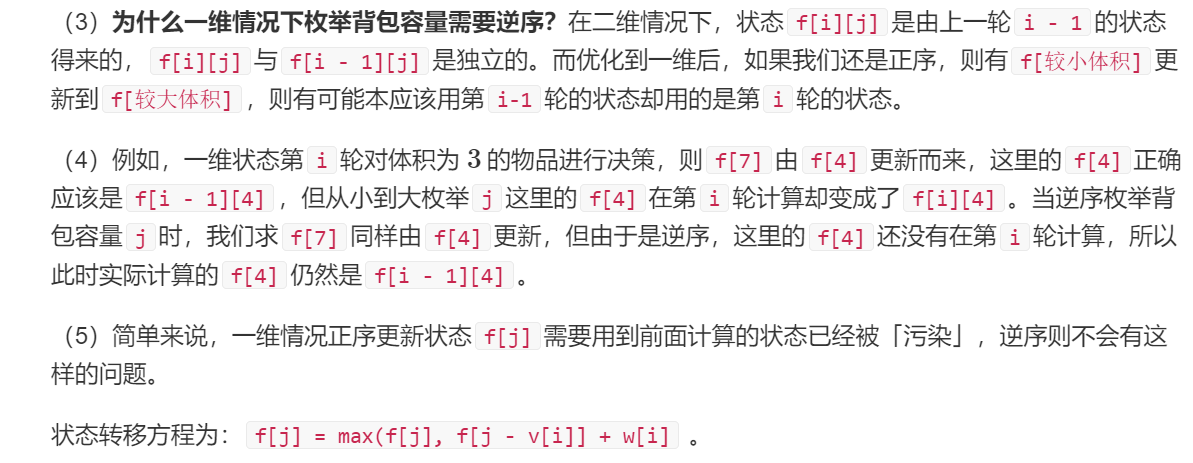 （3）为什么一维情况下枚举背包容量需要逆序？在二维情况下，状态 f[i][j] 是由上一轮 i - 1 的状态
得来的， f[i][j] 与 f[i - 1][j] 是独立的。而优化到一维后，如果我们还是正序，则有 f[较小体积] 更
新到 f[较大体积] ，则有可能本应该用第 i-1 轮的状态却用的是第 i 轮的状态。
（4）例如，一维状态第 i 轮对体积为 3 的物品进行决策，则 f[7] 由 f[4] 更新而来，这里的 f[4] 正确
应该是 f[i - 1][4] ，但从小到大枚举 j 这里的 f[4] 在第 i 轮计算却变成了 f[i][4] 。当逆序枚举背
包容量 j 时，我们求 f[7] 同样由 f[4] 更新，但由于是逆序，这里的 f[4] 还没有在第 i 轮计算，所以
此时实际计算的 f[4] 仍然是 f[i - 1][4] 。
（5）简单来说，一维情况正序更新状态 f[j] 需要用到前面计算的状态已经被「污染」，逆序则不会有这
样的问题。
状态转移方程为： f[j] = max(f[j], f[j - v[i]] + w[i] 。